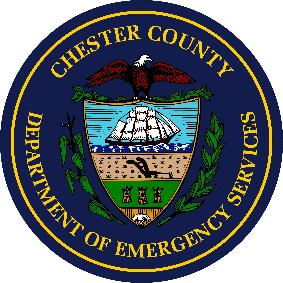 CHESTER COUNTY
DEPARTMENT OF EMERGENCY SERVICES